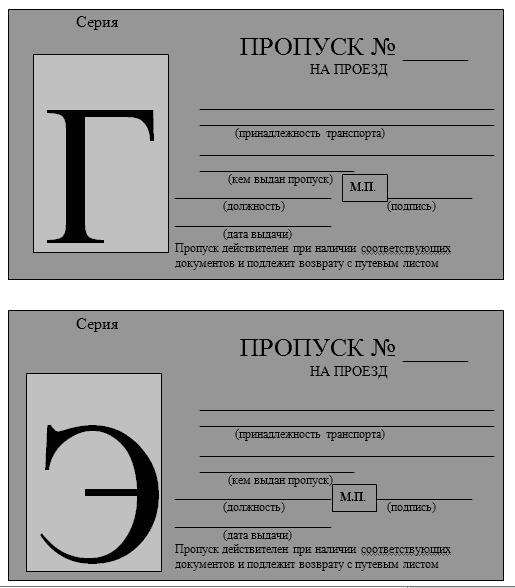 Серия
ПРОПУСК № ______
НА ПРОЕЗД
Г
(принадлежность транспорта)
(кем выдан пропуск)
М.П.
(должность) (подпись)
(дата выдачи)
Пропуск действителен при наличии соответствующих
документов и подлежит возврату с путевым листом
Серия
ПРОПУСК № ______
НА ПРОЕЗД
Э
(принадлежность транспорта)
(кем выдан пропуск)
М.П.
(должность) (подпись)
(дата выдачи)
Пропуск действителен при наличии соответствующих
документов и подлежит возврату с путевым листом